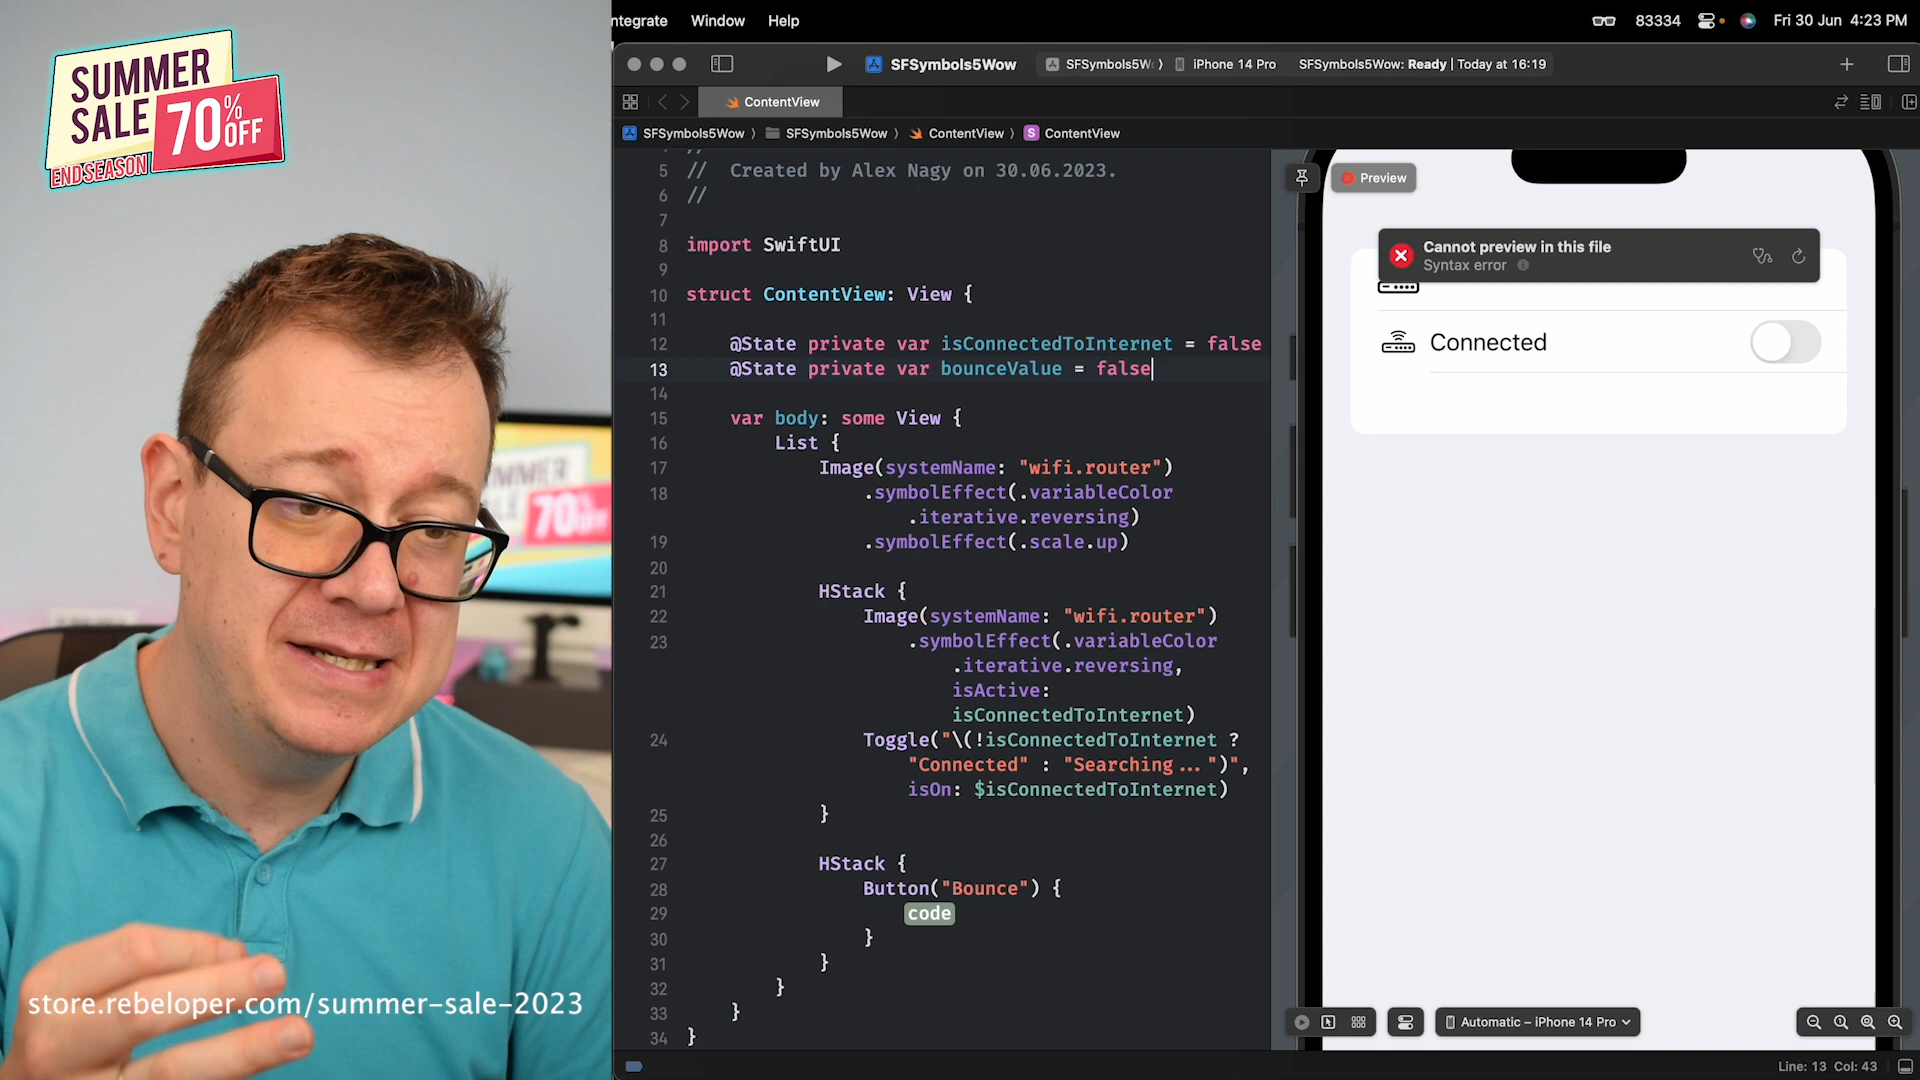 SUMMER
SALE 70% OFF
END SEASON
ntegrate Window Help
83334 Fri 30 Jun 4:23 PM
SFSymbols5Wow SFSymbols5W iPhone 14 Pro SFSymbols5Wow: Ready | Today at 16:19
ContentView
SFSymbols5Wow SFSymbols5Wow ContentView S ContentView
5 // Created by Alex Nagy on 30.06.2023.
6 //
7
8 import SwiftUI
9
10 struct ContentView: View {
11
12 @State private var isConnectedToInternet = false
13 @State private var bounceValue = false
14
15 var body: some View {
16 List {
17 Image(systemName: "wifi.router")
18 .symbolEffect(.variableColor
.iterative.reversing)
19 .symbolEffect(.scale.up)
20
21 HStack {
22 Image(systemName: "wifi.router")
23 .symbolEffect(.variableColor
.iterative.reversing,
isActive:
isConnectedToInternet)
24 Toggle("\(!isConnectedToInternet ?
"Connected" : "Searching...")",
isOn: $isConnectedToInternet)
25 }
26
27 HStack {
28 Button("Bounce") {
29 code
30 }
31 }
32 }
33 }
34 }
Preview
Cannot preview in this file
Syntax error
Connected
Automatic – iPhone 14 Pro
Line: 13 Col: 43
70%
store.rebeloper.com/summer-sale-2023